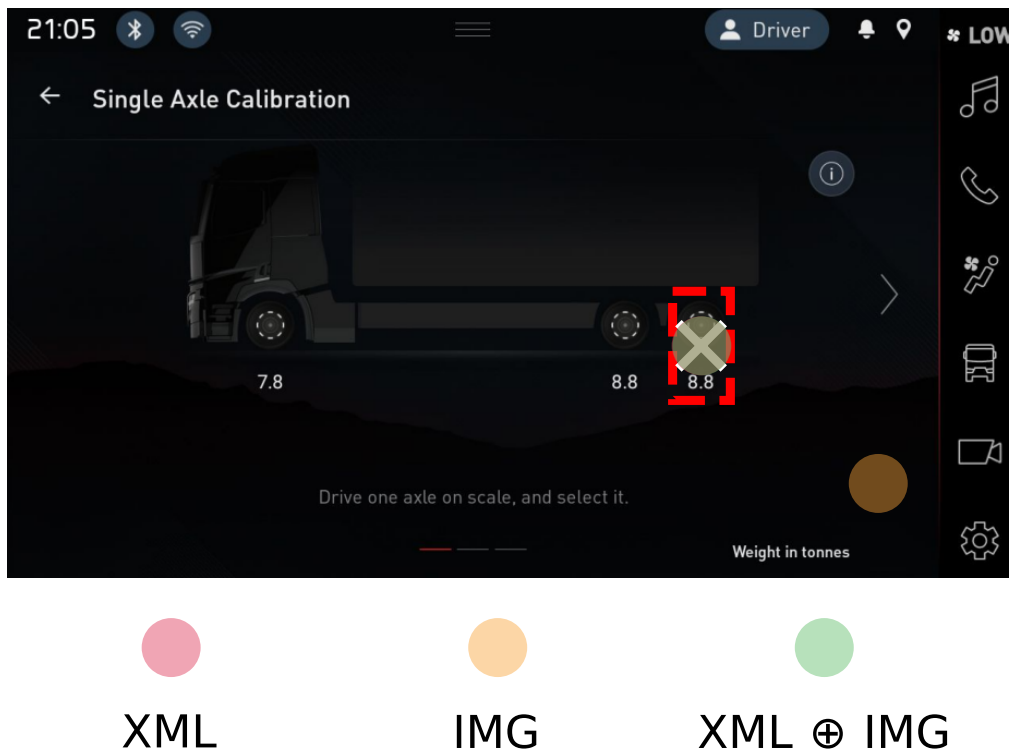 21:05
Driver
LOW
Single Axle Calibration
7.8 8.8 8.8
Drive one axle on scale, and select it.
Weight in tonnes
XML IMG XML ⊕ IMG